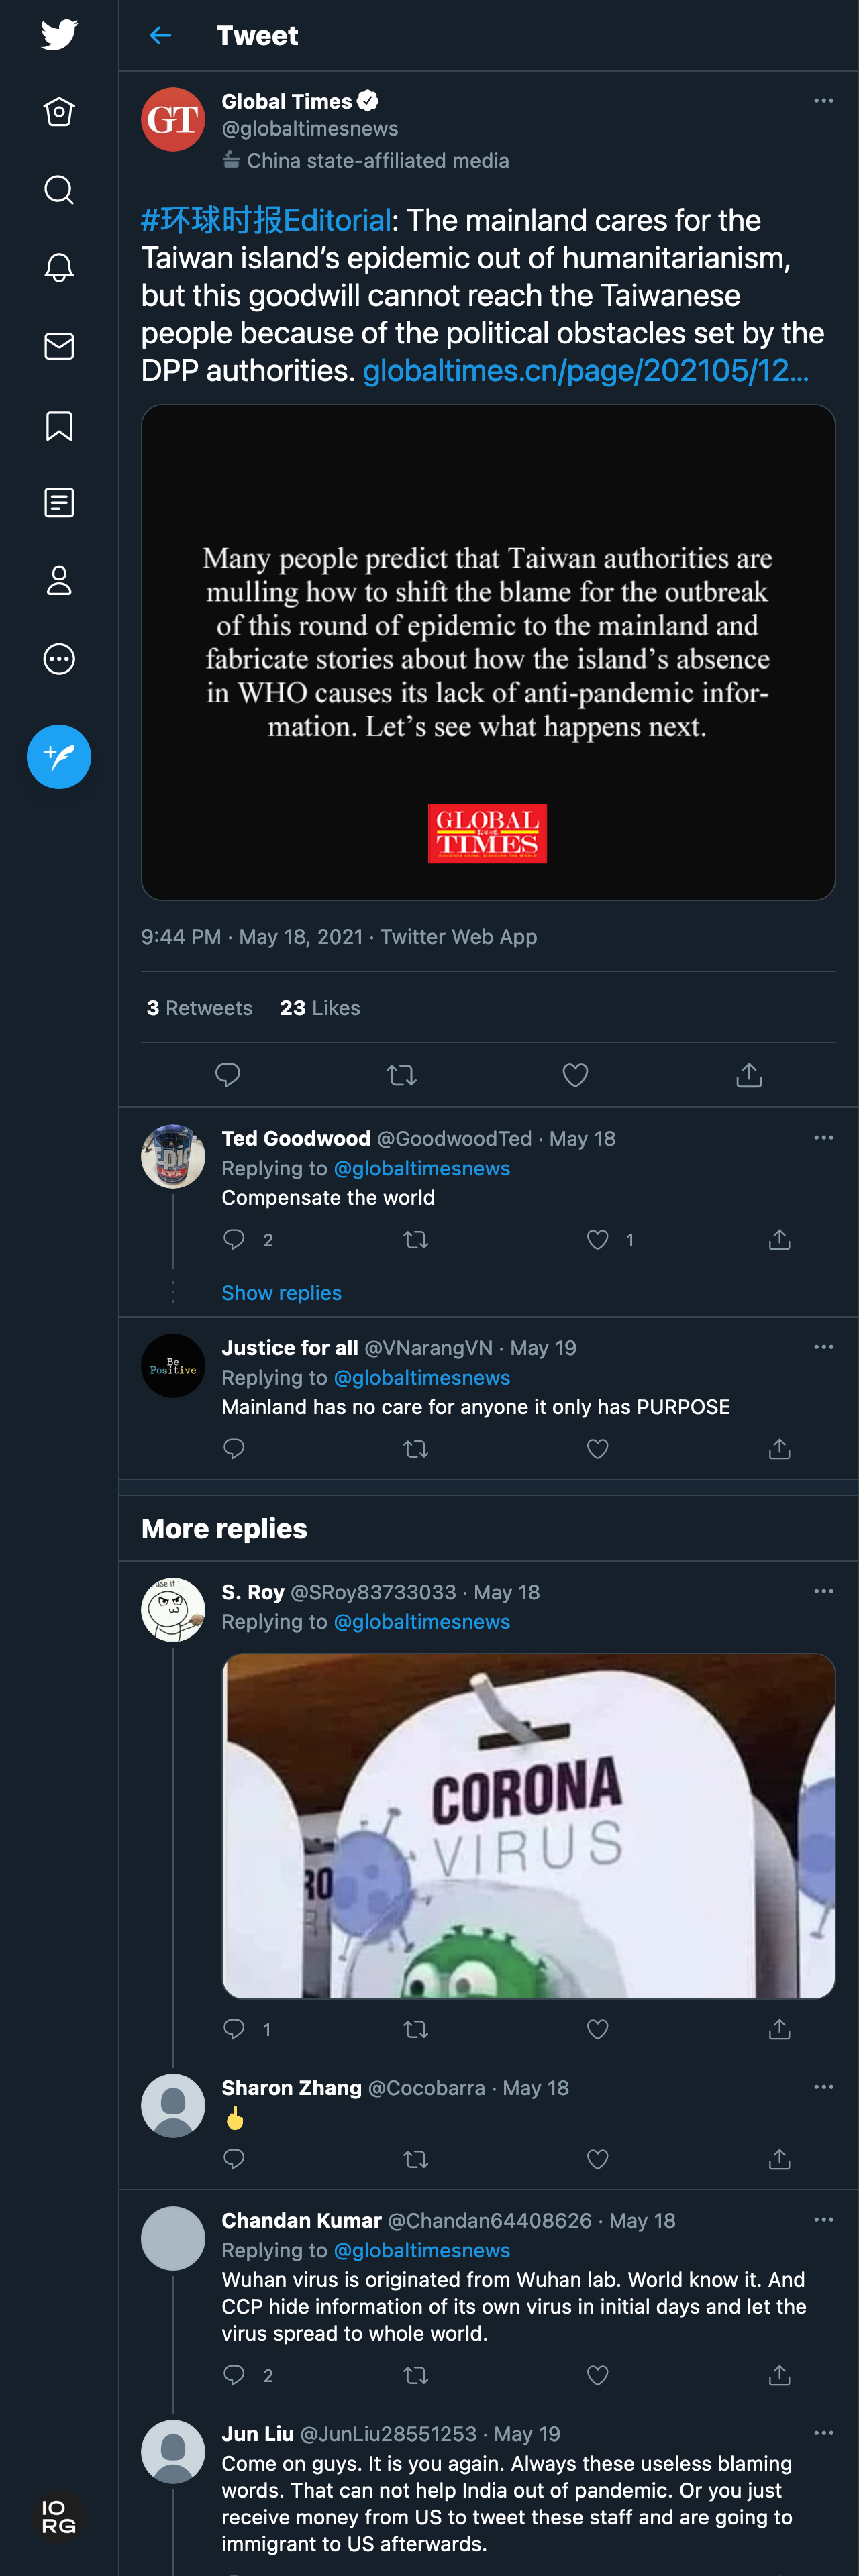 Tweet
GT
Global Times
@globaltimesnews
China state-affiliated media
#环球时报Editorial: The mainland cares for the
Taiwan island's epidemic out of humanitarianism,
but this goodwill cannot reach the Taiwanese
people because of the political obstacles set by the
DPP authorities. globaltimes.cn/page/202105/12...
Many people predict that Taiwan authorities are
mulling how to shift the blame for the outbreak
of this round of epidemic to the mainland and
fabricate stories about how the island's absence
in WHO causes its lack of anti-pandemic infor-
mation. Let's see what happens next.
GLOBAL
TIMES
DISCOVER CHINA, DISCOVER THE WORLD
9:44 PM · May 18, 2021 · Twitter Web App
3 Retweets 23 Likes
Ted Goodwood @GoodwoodTed · May 18
Replying to @globaltimesnews
Compensate the world
2 1
Show replies
Be
Positive
Justice for all @VNarangVN · May 19
Replying to @globaltimesnews
Mainland has no care for anyone it only has PURPOSE
More replies
use it
S. Roy @SRoy83733033 · May 18
Replying to @globaltimesnews
CORONA
VIRUS
RO
1
Sharon Zhang @Cocobarra · May 18
🖕
Chandan Kumar @Chandan64408626 · May 18
Replying to @globaltimesnews
Wuhan virus is originated from Wuhan lab. World know it. And
CCP hide information of its own virus in initial days and let the
virus spread to whole world.
2
Jun Liu @JunLiu28551253 · May 19
Come on guys. It is you again. Always these useless blaming
words. That can not help India out of pandemic. Or you just
receive money from US to tweet these staff and are going to
immigrant to US afterwards.
IO
RG